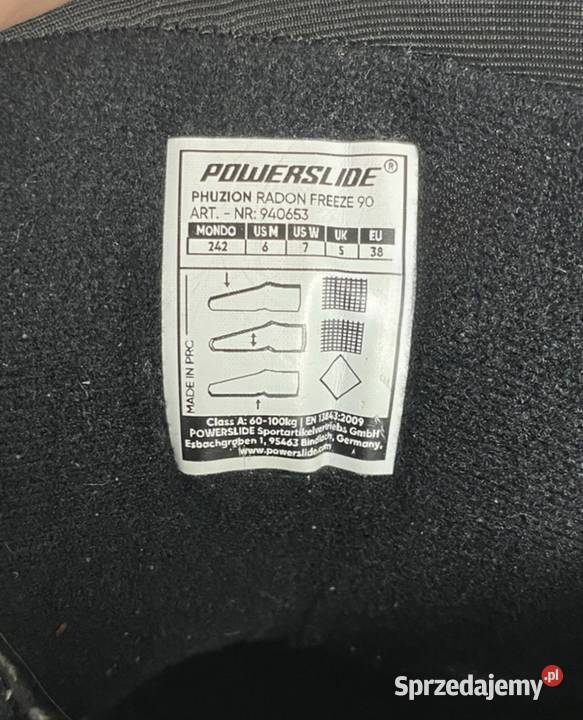 POWERSLIDE®
PHUZION RADON FREEZE 90
ART. - NR: 940653
MONDO US M US W UK EU
242 6 7 5 38
MADE IN PRC
Class A: 60-100kg | EN 13843:2009
POWERSLIDE Sportartikelvertriebs GmbH
Esbachgraben 1, 95463 Bindlach, Germany,
www.powerslide.com
Sprzedajemy.pl